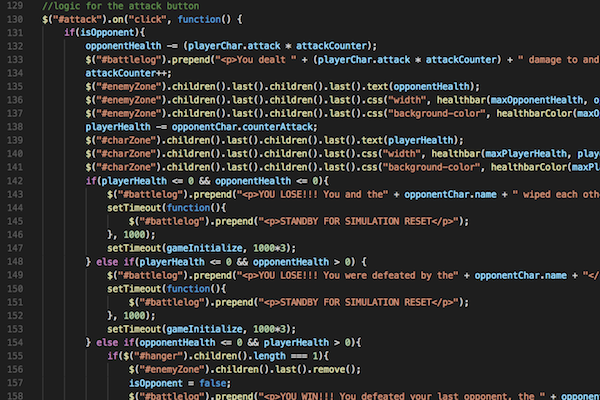 129 //logic for the attack button
130 $("#attack").on("click", function() {
131 if(isOpponent){
132 opponentHealth -= (playerChar.attack * attackCounter);
133 $("#battlelog").prepend("<p>You dealt " + (playerChar.attack * attackCounter) + " damage to and
134 attackCounter++;
135 $("#enemyZone").children().last().children().last().text(opponentHealth);
136 $("#enemyZone").children().last().children().last().css("width", healthbar(maxOpponentHealth, o
137 $("#enemyZone").children().last().children().last().css("background-color", healthbarColor(maxO
138 playerHealth -= opponentChar.counterAttack;
139 $("#charZone").children().last().children().last().text(playerHealth);
140 $("#charZone").children().last().children().last().css("width", healthbar(maxPlayerHealth, playe
141 $("#charZone").children().last().children().last().css("background-color", healthbarColor(maxPl
142 if(playerHealth <= 0 && opponentHealth <= 0){
143 $("#battlelog").prepend("<p>YOU LOSE!!! You and the" + opponentChar.name + " wiped each othe
144 setTimeout(function(){
145 $("#battlelog").prepend("<p>STANDBY FOR SIMULATION RESET</p>");
146 }, 1000);
147 setTimeout(gameInitialize, 1000*3);
148 } else if(playerHealth <= 0 && opponentHealth > 0) {
149 $("#battlelog").prepend("<p>YOU LOSE!!! You were defeated by the" + opponentChar.name + "</
150 setTimeout(function(){
151 $("#battlelog").prepend("<p>STANDBY FOR SIMULATION RESET</p>");
152 }, 1000);
153 setTimeout(gameInitialize, 1000*3);
154 } else if(opponentHealth <= 0 && playerHealth > 0){
155 if($("#hanger").children().length === 1){
156 $("#enemyZone").children().last().remove();
157 isOpponent = false;
158 $("#battlelog").prepend("<p>YOU WIN!!! You defeated your last opponent, the " + opponent